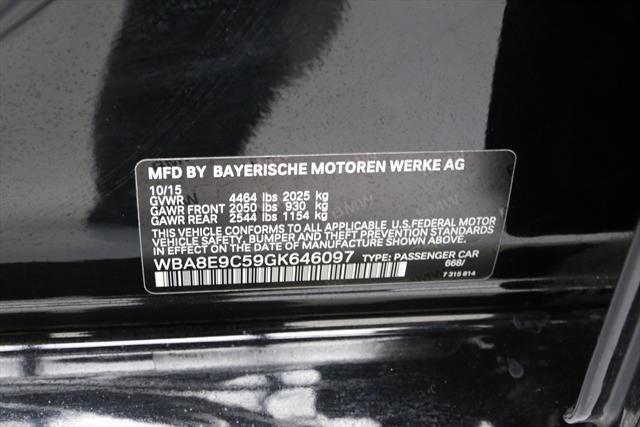 MFD BY BAYERISCHE MOTOREN WERKE AG
10/15
GVWR 4464 lbs 2025 kg
GAWR FRONT 2050 lbs 930 kg
GAWR REAR 2544 lbs 1154 kg
THIS VEHICLE CONFORMS TO ALL APPLICABLE U.S.FEDERAL MOTOR
VEHICLE SAFETY, BUMPER AND THEFT PREVENTION
STANDARDS IN EFFECT ON THE DATE OF MANUFACTURE SHOWN ABOVE.
WBA8E9C59GK646097 TYPE: PASSENGER CAR
668/
7 315 814